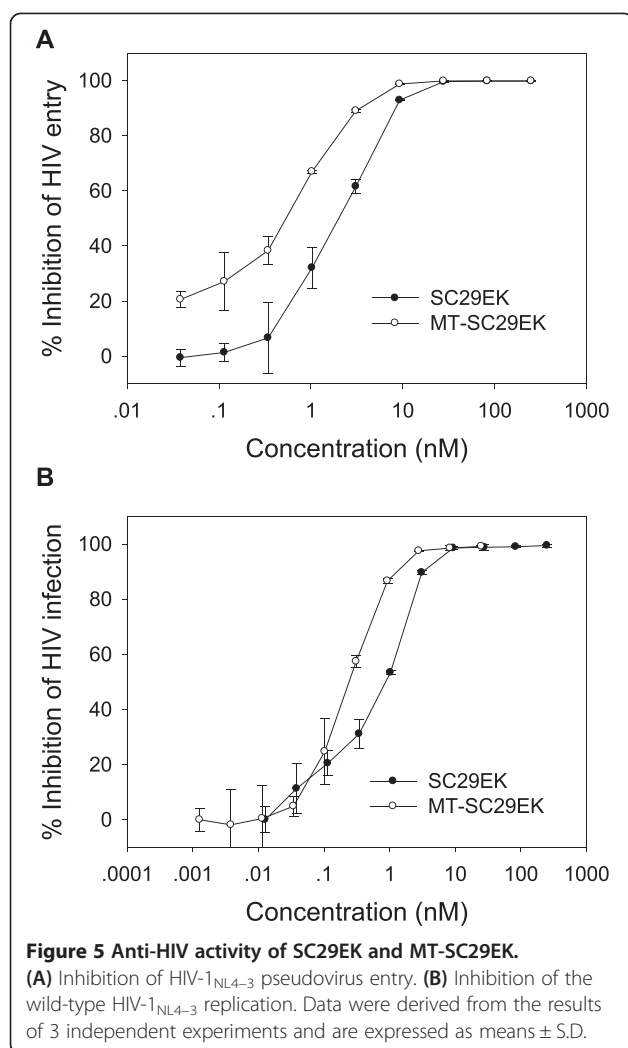 A
% Inhibition of HIV entry
100
80
60
40
20
0
SC29EK
MT-SC29EK
.01 .1 1 10 100 1000
Concentration (nM)
B
% Inhibition of HIV infection
100
80
60
40
20
0
SC29EK
MT-SC29EK
.0001 .001 .01 .1 1 10 100 1000
Concentration (nM)
Figure 5 Anti-HIV activity of SC29EK and MT-SC29EK.
(A) Inhibition of HIV-1NL4–3 pseudovirus entry. (B) Inhibition of the
wild-type HIV-1NL4–3 replication. Data were derived from the results
of 3 independent experiments and are expressed as means ± S.D.